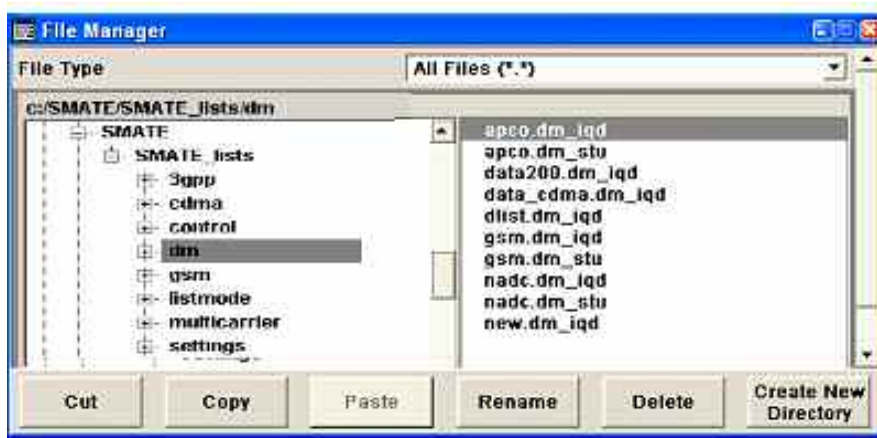 File Manager
File Type All Files (*.*)
c:/SMATE/SMATE_lists/dm
SMATE
SMATE_lists
3gpp
cdma
control
dm
gsm
listmode
multicarrier
settings
apco.dm_iqd
apco.dm_stu
data200.dm_iqd
data_cdma.dm_iqd
dlist.dm_iqd
gsm.dm_iqd
gsm.dm_stu
nadc.dm_iqd
nadc.dm_stu
new.dm_iqd
Cut Copy Paste Rename Delete Create New
Directory